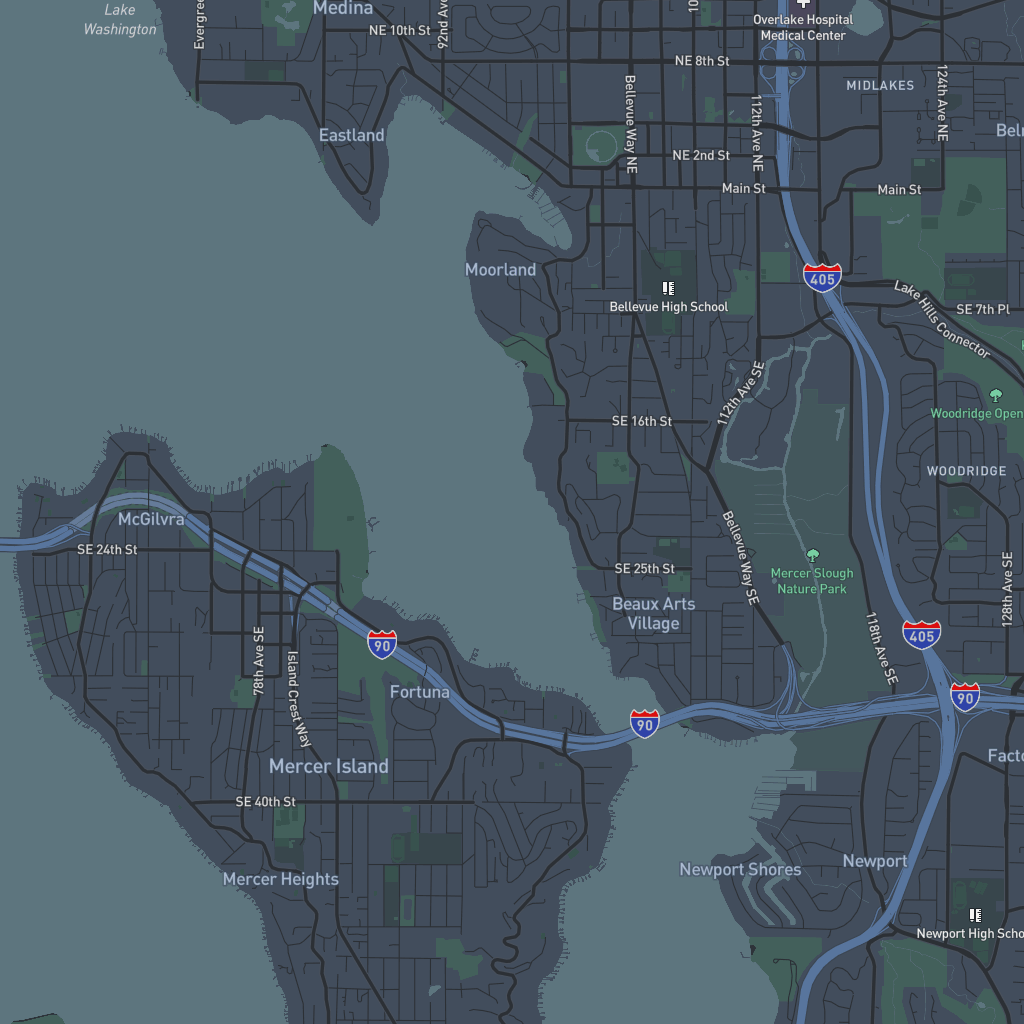 Lake
Washington
Evergree
Medina
92nd Ave
NE 10th St
10
Overlake Hospital
Medical Center
NE 8th St
MIDLAKES
124th Ave NE
Bellevue Way NE
112th Ave NE
Eastland
NE 2nd St
Main St
Main St
Moorland
405
Bellevue High School
Lake Hills Connector
SE 7th Pl
112th Ave SE
SE 16th St
Woodridge Open
WOODRIDGE
McGilvra
SE 24th St
Bellevue Way SE
SE 25th St
Mercer Slough
Nature Park
128th Ave SE
Beaux Arts
Village
118th Ave SE
405
78th Ave SE
Island Crest Way
90
Fortuna
90
90
Mercer Island
SE 40th St
Mercer Heights
Newport Shores
Newport
Newport High Scho